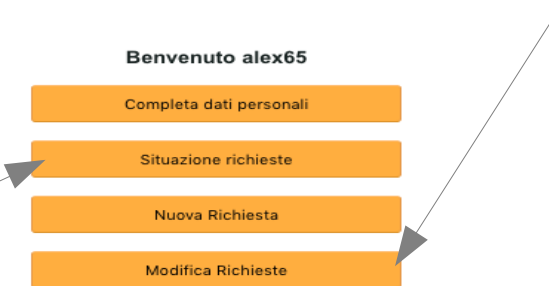 Benvenuto alex65
Completa dati personali
Situazione richieste
Nuova Richiesta
Modifica Richieste